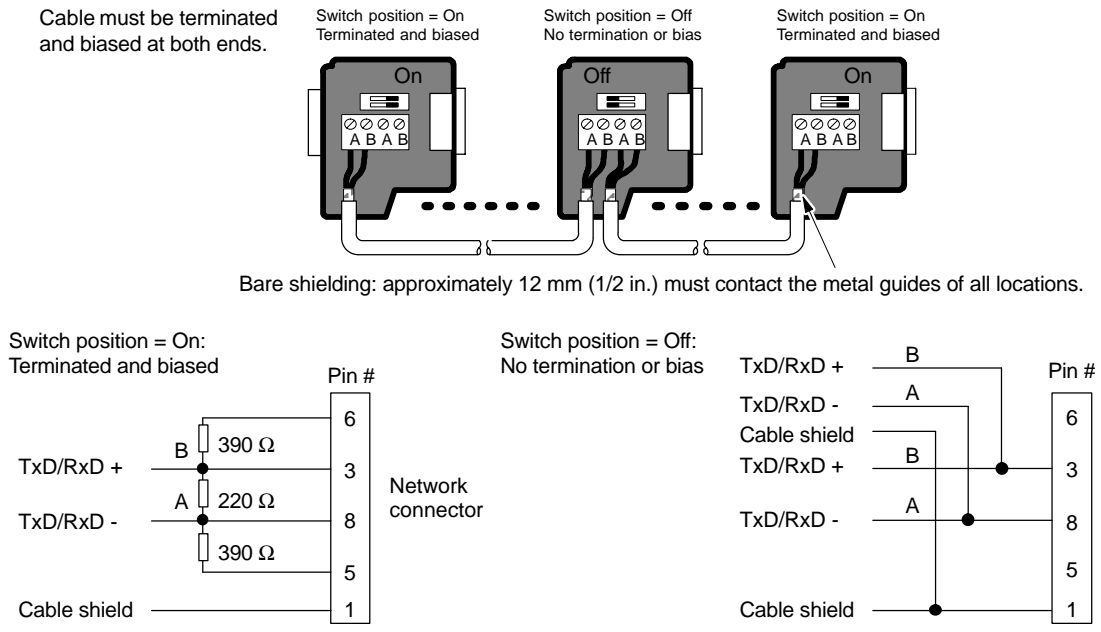 Cable must be terminated
and biased at both ends.
Switch position = On
Terminated and biased
Switch position = Off
No termination or bias
Switch position = On
Terminated and biased
On
Off
On
A B A B
A B A B
A B A B
Bare shielding: approximately 12 mm (1/2 in.) must contact the metal guides of all locations.
Switch position = On:
Terminated and biased
Pin #
6
390 Ω
B
TxD/RxD +
3
220 Ω
A
TxD/RxD -
8
390 Ω
5
Cable shield
1
Network
connector
Switch position = Off:
No termination or bias
Pin #
TxD/RxD +
B
TxD/RxD -
A
6
Cable shield
TxD/RxD +
B
3
TxD/RxD -
A
8
5
Cable shield
1